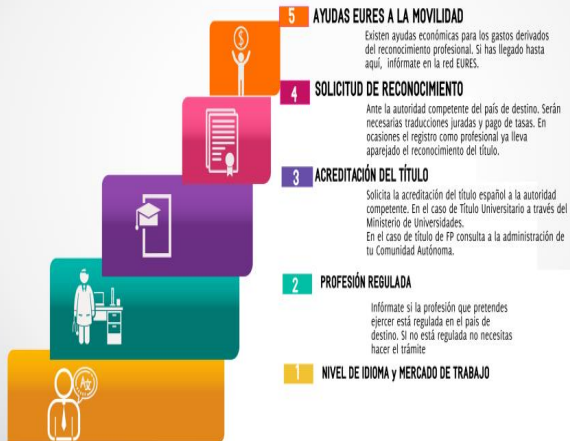 5 AYUDAS EURES A LA MOVILIDAD
Existen ayudas económicas para los gastos derivados
del reconocimiento profesional. Si has llegado hasta
aquí, infórmate en la red EURES.
4 SOLICITUD DE RECONOCIMIENTO
Ante la autoridad competente del país de destino. Serán
necesarias traducciones juradas y pago de tasas. En
ocasiones el registro como profesional ya lleva
aparejado el reconocimiento del título.
3 ACREDITACIÓN DEL TÍTULO
Solicita la acreditación del título español a la autoridad
competente. En el caso de Título Universitario a través del
Ministerio de Universidades.
En el caso de título de FP consulta a la administración de
tu Comunidad Autónoma.
2 PROFESIÓN REGULADA
Infórmate si la profesión que pretendes
ejercer está regulada en el pais de
destino. SI no está regulada no necesitas
hacer el trámite
1 NIVEL DE IDIOMA y MERCADO DE TRABAJO